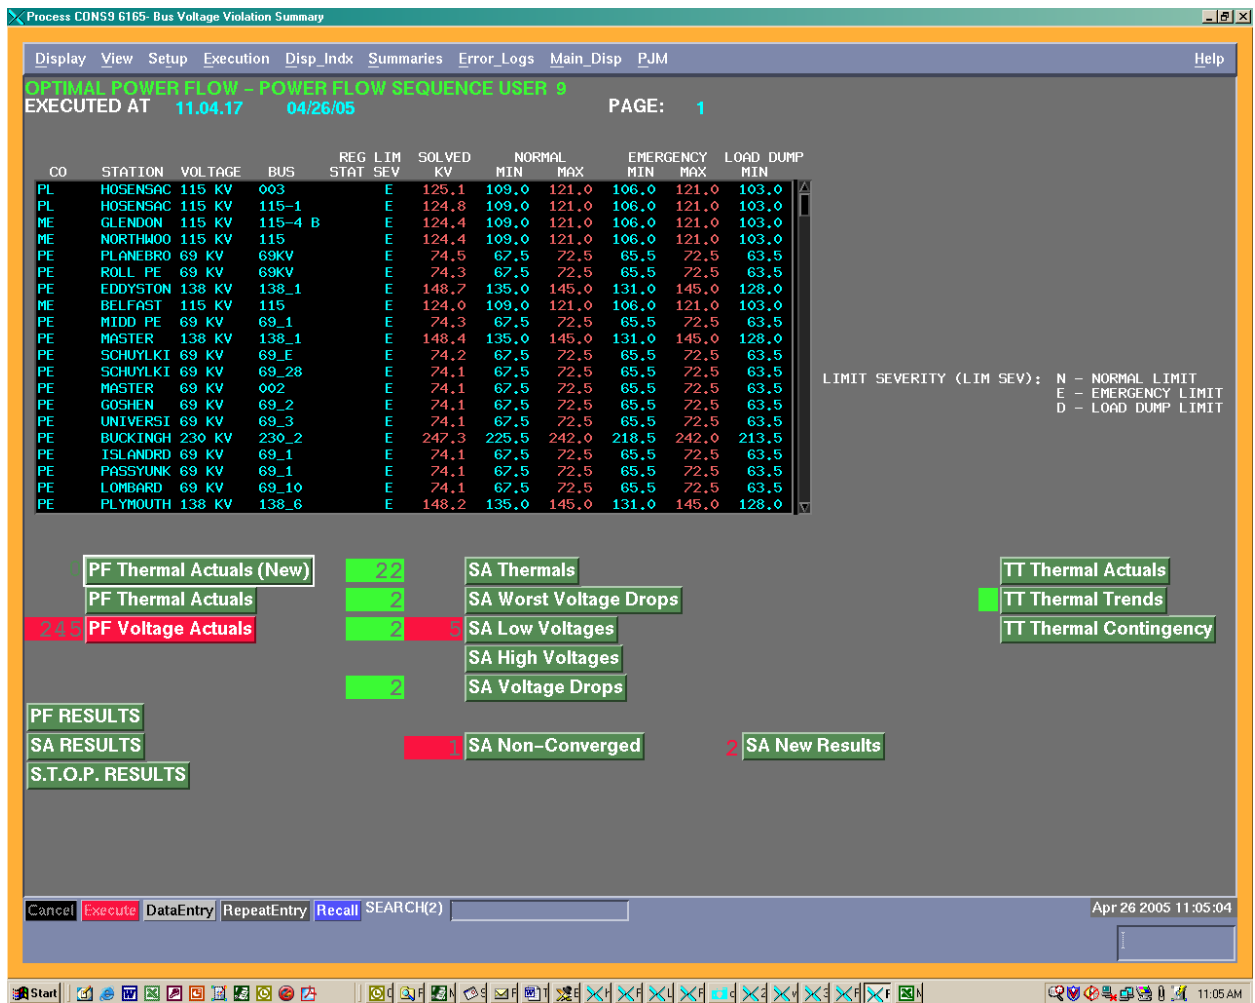 Process CONS9 6165- Bus Voltage Violation Summary
Display View Setup Execution Disp_Indx Summaries Error_Logs Main_Disp PJM Help
OPTIMAL POWER FLOW – POWER FLOW SEQUENCE USER 9
EXECUTED AT 11.04.17 04/26/05 PAGE: 1
REG LIM SOLVED NORMAL EMERGENCY LOAD DUMP
CO STATION VOLTAGE BUS STAT SEV KV MIN MAX MIN MAX MIN
PL HOSENSAC 115 KV 003 E 125.1 109.0 121.0 106.0 121.0 103.0
PL HOSENSAC 115 KV 115-1 E 124.8 109.0 121.0 106.0 121.0 103.0
ME GLENDON 115 KV 115-4 B E 124.4 109.0 121.0 106.0 121.0 103.0
ME NORTHWOO 115 KV 115 E 124.4 109.0 121.0 106.0 121.0 103.0
PE PLANEBRO 69 KV 69KV E 74.5 67.5 72.5 65.5 72.5 63.5
PE ROLL PE 69 KV 69KV E 74.3 67.5 72.5 65.5 72.5 63.5
PE EDDYSTON 138 KV 138_1 E 148.7 135.0 145.0 131.0 145.0 128.0
ME BELFAST 115 KV 115 E 124.0 109.0 121.0 106.0 121.0 103.0
PE MIDD PE 69 KV 69_1 E 74.3 67.5 72.5 65.5 72.5 63.5
PE MASTER 138 KV 138_1 E 148.4 135.0 145.0 131.0 145.0 128.0
PE SCHUYLKI 69 KV 69_E E 74.2 67.5 72.5 65.5 72.5 63.5
PE SCHUYLKI 69 KV 69_28 E 74.1 67.5 72.5 65.5 72.5 63.5
PE MASTER 69 KV 002 E 74.1 67.5 72.5 65.5 72.5 63.5
PE GOSHEN 69 KV 69_2 E 74.1 67.5 72.5 65.5 72.5 63.5
PE UNIVERSI 69 KV 69_3 E 74.1 67.5 72.5 65.5 72.5 63.5
PE BUCKINGH 230 KV 230_2 E 247.3 225.5 242.0 218.5 242.0 213.5
PE ISLANDRD 69 KV 69_1 E 74.1 67.5 72.5 65.5 72.5 63.5
PE PASSYUNK 69 KV 69_1 E 74.1 67.5 72.5 65.5 72.5 63.5
PE LOMBARD 69 KV 69_10 E 74.1 67.5 72.5 65.5 72.5 63.5
PE PLYMOUTH 138 KV 138_6 E 148.2 135.0 145.0 131.0 145.0 128.0
LIMIT SEVERITY (LIM SEV): N – NORMAL LIMIT
E – EMERGENCY LIMIT
D – LOAD DUMP LIMIT
PF Thermal Actuals (New) 22 SA Thermals TT Thermal Actuals
PF Thermal Actuals 2 SA Worst Voltage Drops TT Thermal Trends
245 PF Voltage Actuals 2 5 SA Low Voltages TT Thermal Contingency
SA High Voltages
2 SA Voltage Drops
PF RESULTS
SA RESULTS 1 SA Non-Converged 2 SA New Results
S.T.O.P. RESULTS
Cancel Execute DataEntry RepeatEntry Recall SEARCH(2) Apr 26 2005 11:05:04
Start 11:05 AM